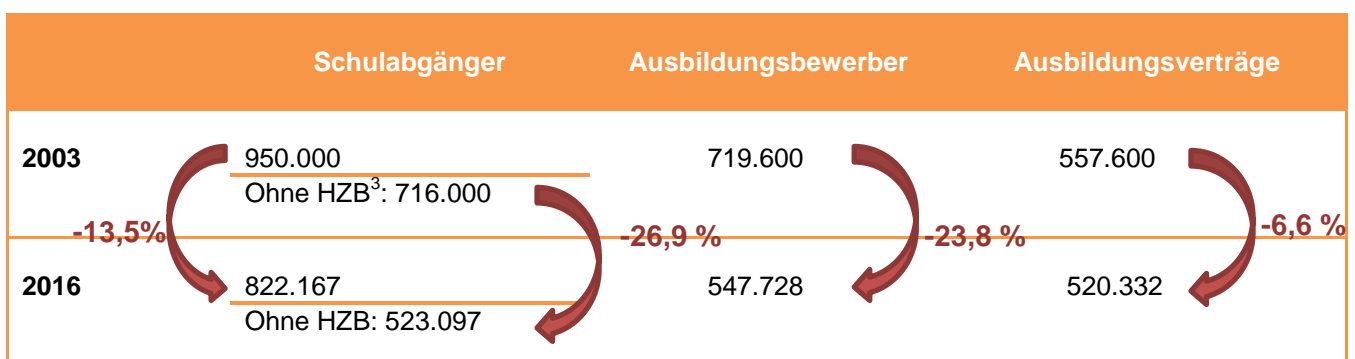 Schulabgänger Ausbildungsbewerber Ausbildungsverträge
2003 950.000 719.600 557.600
Ohne HZB³: 716.000
-13,5% -26,9 % -23,8 % -6,6 %
2016 822.167 547.728 520.332
Ohne HZB: 523.097